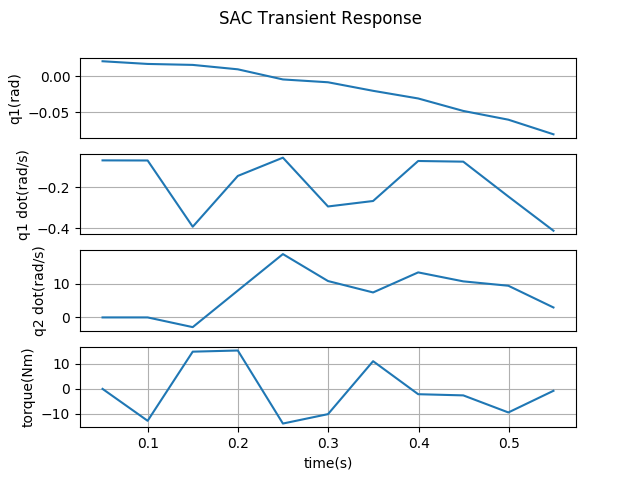 SAC Transient Response
0.00
−0.05
q1(rad)
−0.2
−0.4
q1 dot(rad/s)
10
0
q2 dot(rad/s)
10
0
−10
torque(Nm)
0.1 0.2 0.3 0.4 0.5
time(s)